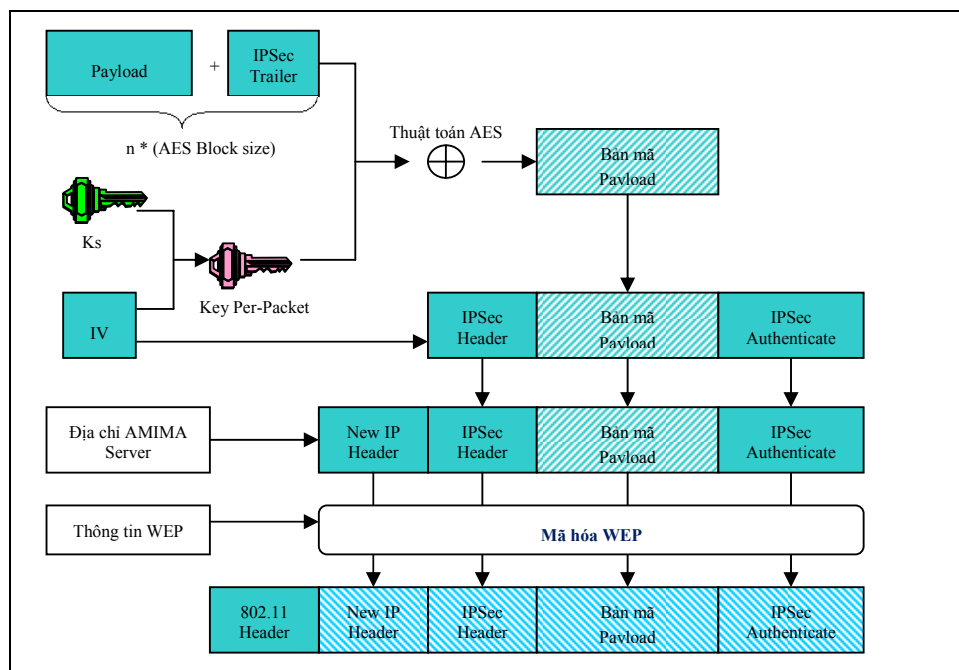 Payload
+
IPSec
Trailer
n * (AES Block size)
Thuật toán AES
Bản mã
Payload
Ks
Key Per-Packet
IV
IPSec
Header
Bản mã
Payload
IPSec
Authenticate
Địa chỉ AMIMA
Server
New IP
Header
IPSec
Header
Bản mã
Payload
IPSec
Authenticate
Thông tin WEP
Mã hóa WEP
802.11
Header
New IP
Header
IPSec
Header
Bản mã
Payload
IPSec
Authenticate